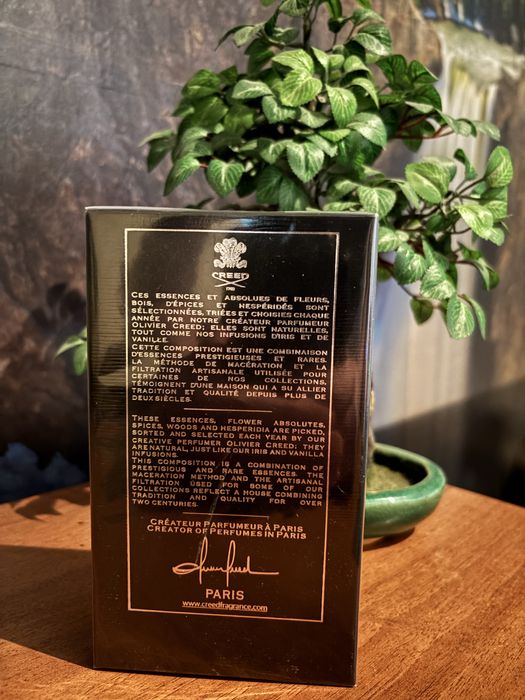 CREED
1760
CES ESSENCES ET ABSOLUES DE FLEURS,
BOIS, D'ÉPICES ET HESPÉRIDÉS SONT
SÉLECTIONNÉES, TRIÉES ET CHOISIES CHAQUE
ANNÉE PAR NOTRE CRÉATEUR PARFUMEUR
OLIVIER CREED; ELLES SONT NATURELLES,
TOUT COMME NOS INFUSIONS D'IRIS ET DE
VANILLE.
CETTE COMPOSITION EST UNE COMBINAISON
D'ESSENCES PRESTIGIEUSES ET RARES.
LA MÉTHODE DE MACÉRATION ET LA
FILTRATION ARTISANALE UTILISÉE POUR
CERTAINES DE NOS COLLECTIONS,
TÉMOIGNENT D'UNE MAISON QUI A SU ALLIER
TRADITION ET QUALITÉ DEPUIS PLUS DE
DEUX SIÈCLES.
THESE ESSENCES, FLOWER ABSOLUTES,
SPICES, WOODS AND HESPERIDIA ARE PICKED,
SORTED AND SELECTED EACH YEAR BY OUR
CREATIVE PERFUMER OLIVIER CREED: THEY
ARE NATURAL, JUST LIKE OUR IRIS AND VANILLA
INFUSIONS.
THIS COMPOSITION IS A COMBINATION OF
PRESTIGIOUS AND RARE ESSENCES. THE
MACERATION METHOD AND THE ARTISANAL
FILTRATION USED FOR SOME OF OUR
COLLECTIONS REFLECT A HOUSE COMBINING
TRADITION AND QUALITY FOR OVER
TWO CENTURIES.
CRÉATEUR PARFUMEUR À PARIS
CREATOR OF PERFUMES IN PARIS
PARIS
www.creedfragrance.com